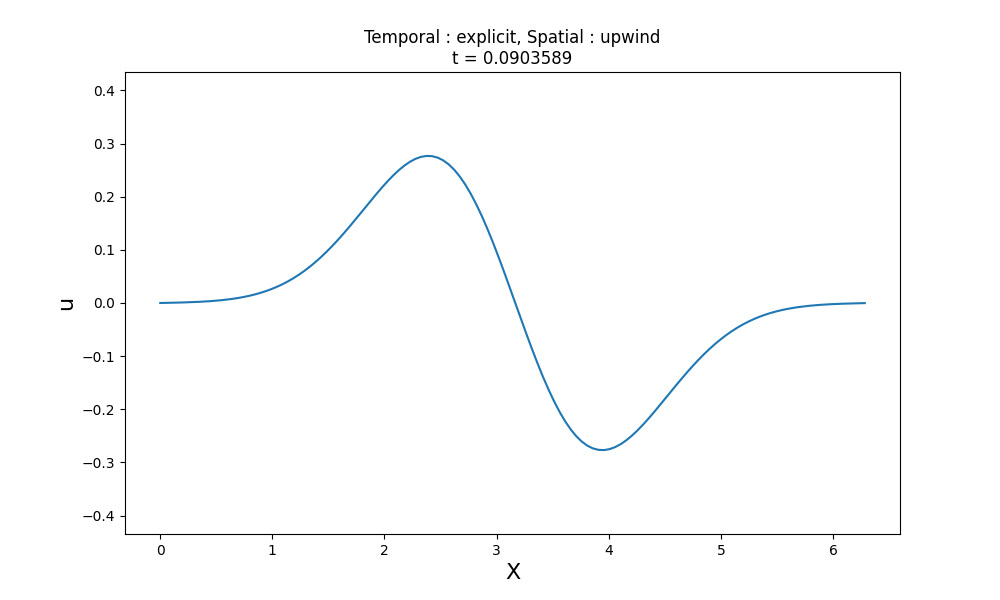 Temporal : explicit, Spatial : upwind
t = 0.0903589
0.4
0.3
0.2
0.1
0.0
−0.1
−0.2
−0.3
−0.4
u
0 1 2 3 4 5 6
X